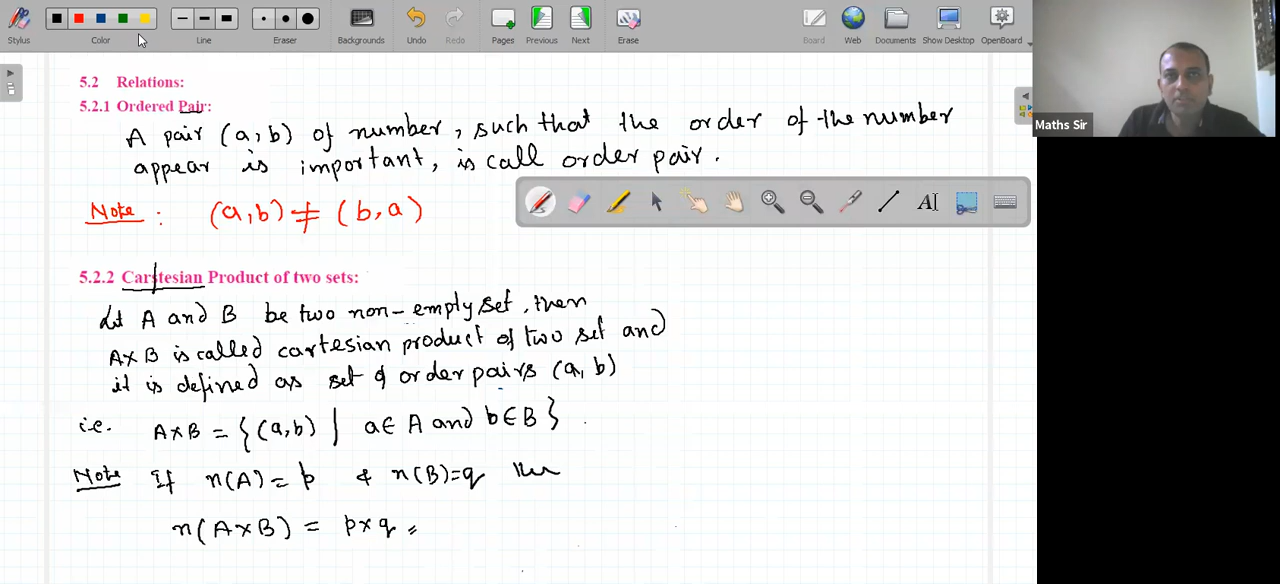 Stylus
Color
Line
Eraser
Backgrounds
Undo
Redo
Pages
Previous
Next
Erase
Board
Web
Documents
Show Desktop
OpenBoard
Maths Sir
5.2 Relations:
5.2.1 Ordered Pair:
A pair (a,b) of number, such that the order of the number
appear is important, is call order pair.
Note : (a,b) ≠ (b,a)
5.2.2 Carstesian Product of two sets:
Let A and B be two non-empty set, then
A×B is called cartesian product of two set and
it is defined as set of order pairs (a, b)
i.e. A×B = {(a,b) | a∈A and b∈B}
Note If n(A) = p & n(B)=q then
n(A×B) = p×q